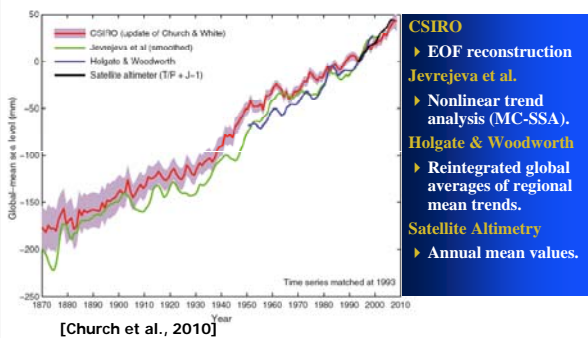 50
0
−50
−100
−150
−200
−250
Global–mean sea level (mm)
CSIRO (update of Church & White)
Jevrejeva et al (smoothed)
Holgate & Woodworth
Satellite altimeter (T/P + J–1)
Time series matched at 1993
1870 1880 1890 1900 1910 1920 1930 1940 1950 1960 1970 1980 1990 2000 2010
Year
[Church et al., 2010]
CSIRO
EOF reconstruction
Jevrejeva et al.
Nonlinear trend
analysis (MC-SSA).
Holgate & Woodworth
Reintegrated global
averages of regional
mean trends.
Satellite Altimetry
Annual mean values.